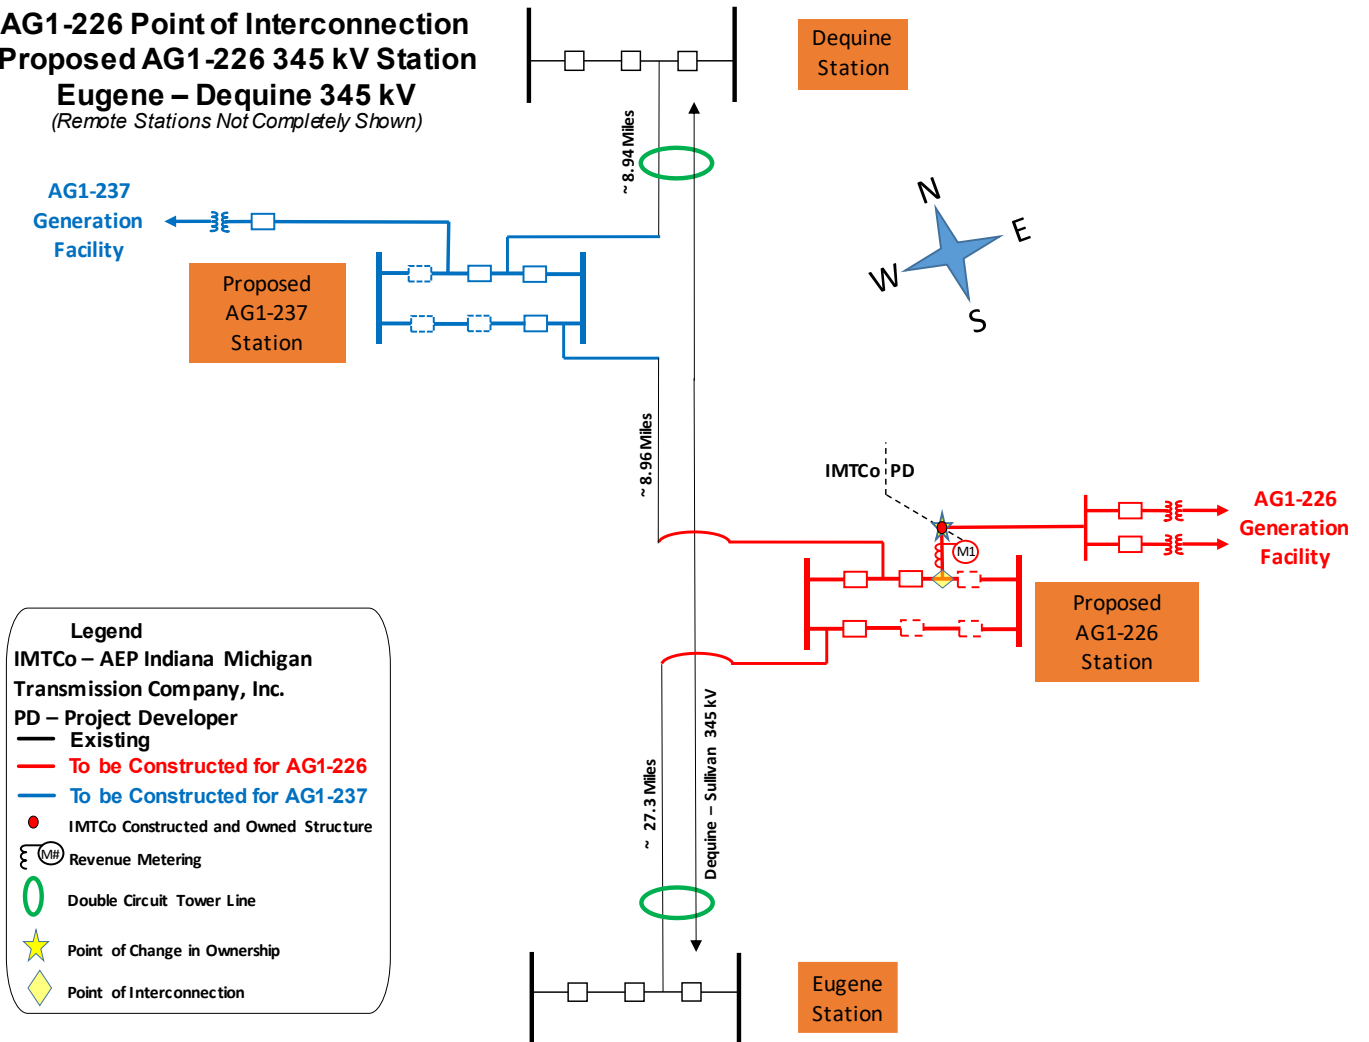 AG1-226 Point of Interconnection
Proposed AG1-226 345 kV Station
Eugene – Dequine 345 kV
(Remote Stations Not Completely Shown)
Dequine
Station
~ 8.94 Miles
AG1-237
Generation
Facility
Proposed
AG1-237
Station
N
E
W
S
~ 8.96 Miles
IMTCo PD
M1
AG1-226
Generation
Facility
Proposed
AG1-226
Station
~ 27.3 Miles
Dequine – Sullivan 345 kV
Legend
IMTCo – AEP Indiana Michigan
Transmission Company, Inc.
PD – Project Developer
Existing
To be Constructed for AG1-226
To be Constructed for AG1-237
IMTCo Constructed and Owned Structure
M# Revenue Metering
Double Circuit Tower Line
Point of Change in Ownership
Point of Interconnection
Eugene
Station